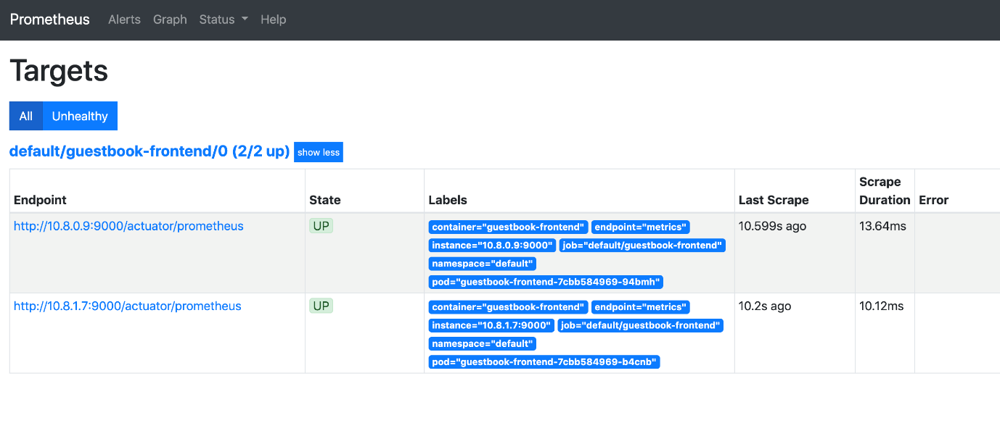 Prometheus Alerts Graph Status Help
Targets
All Unhealthy
default/guestbook-frontend/0 (2/2 up) show less
Endpoint State Labels Last Scrape Scrape Duration Error
http://10.8.0.9:9000/actuator/prometheus UP container="guestbook-frontend" endpoint="metrics" 10.599s ago 13.64ms
instance="10.8.0.9:9000" job="default/guestbook-frontend"
namespace="default"
pod="guestbook-frontend-7cbb584969-94bmh"
http://10.8.1.7:9000/actuator/prometheus UP container="guestbook-frontend" endpoint="metrics" 10.2s ago 10.12ms
instance="10.8.1.7:9000" job="default/guestbook-frontend"
namespace="default"
pod="guestbook-frontend-7cbb584969-b4cnb"